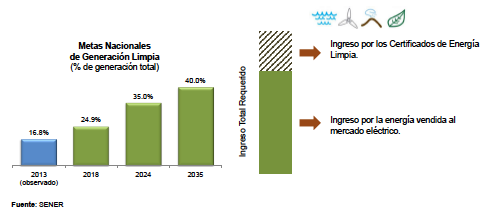 Metas Nacionales
de Generación Limpia
(% de generación total)
16.8%
24.9%
35.0%
40.0%
2013
(observado)
2018
2024
2035
Fuente: SENER
Ingreso Total Requerido
Ingreso por los Certificados de Energía
Limpia.
Ingreso por la energía vendida al
mercado eléctrico.